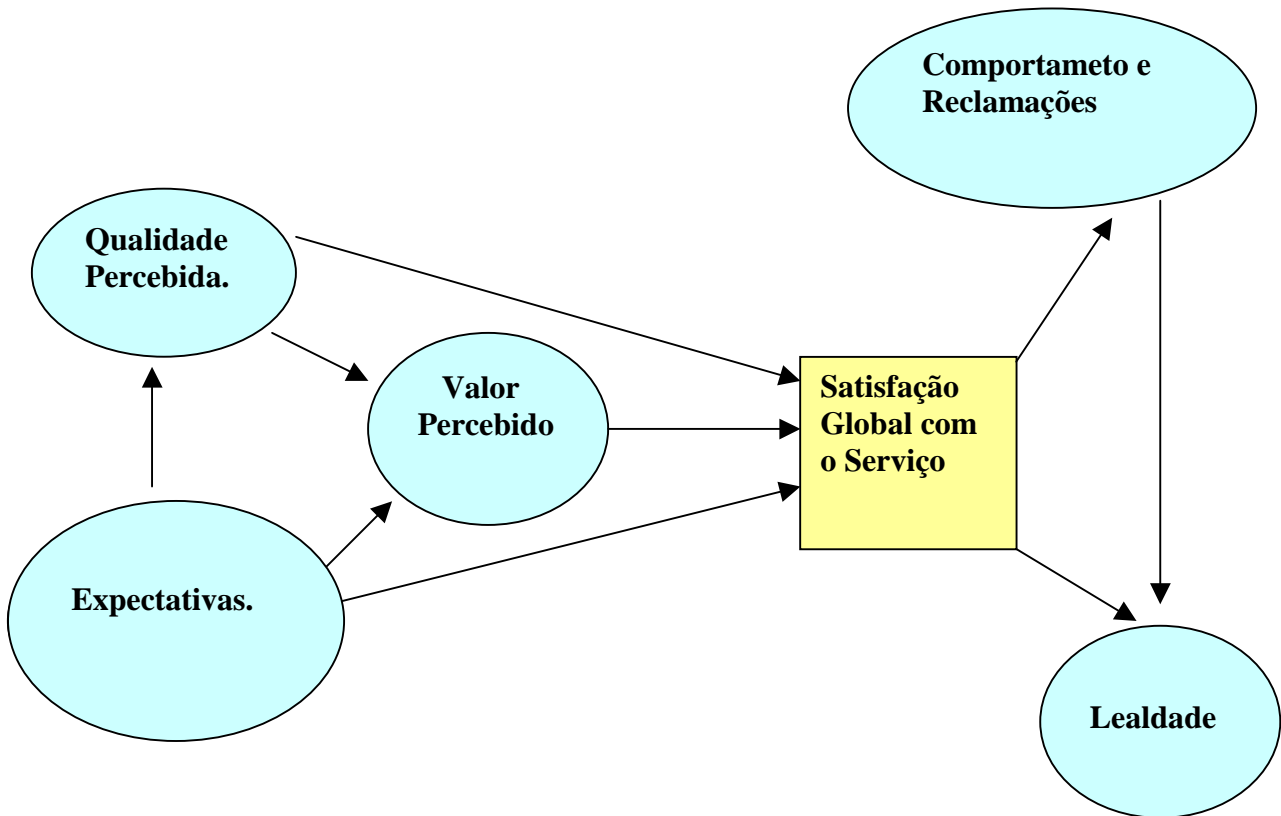 Comportameto e
Reclamações
Qualidade
Percebida.
Valor
Percebido
Satisfação
Global com
o Serviço
Expectativas.
Lealdade